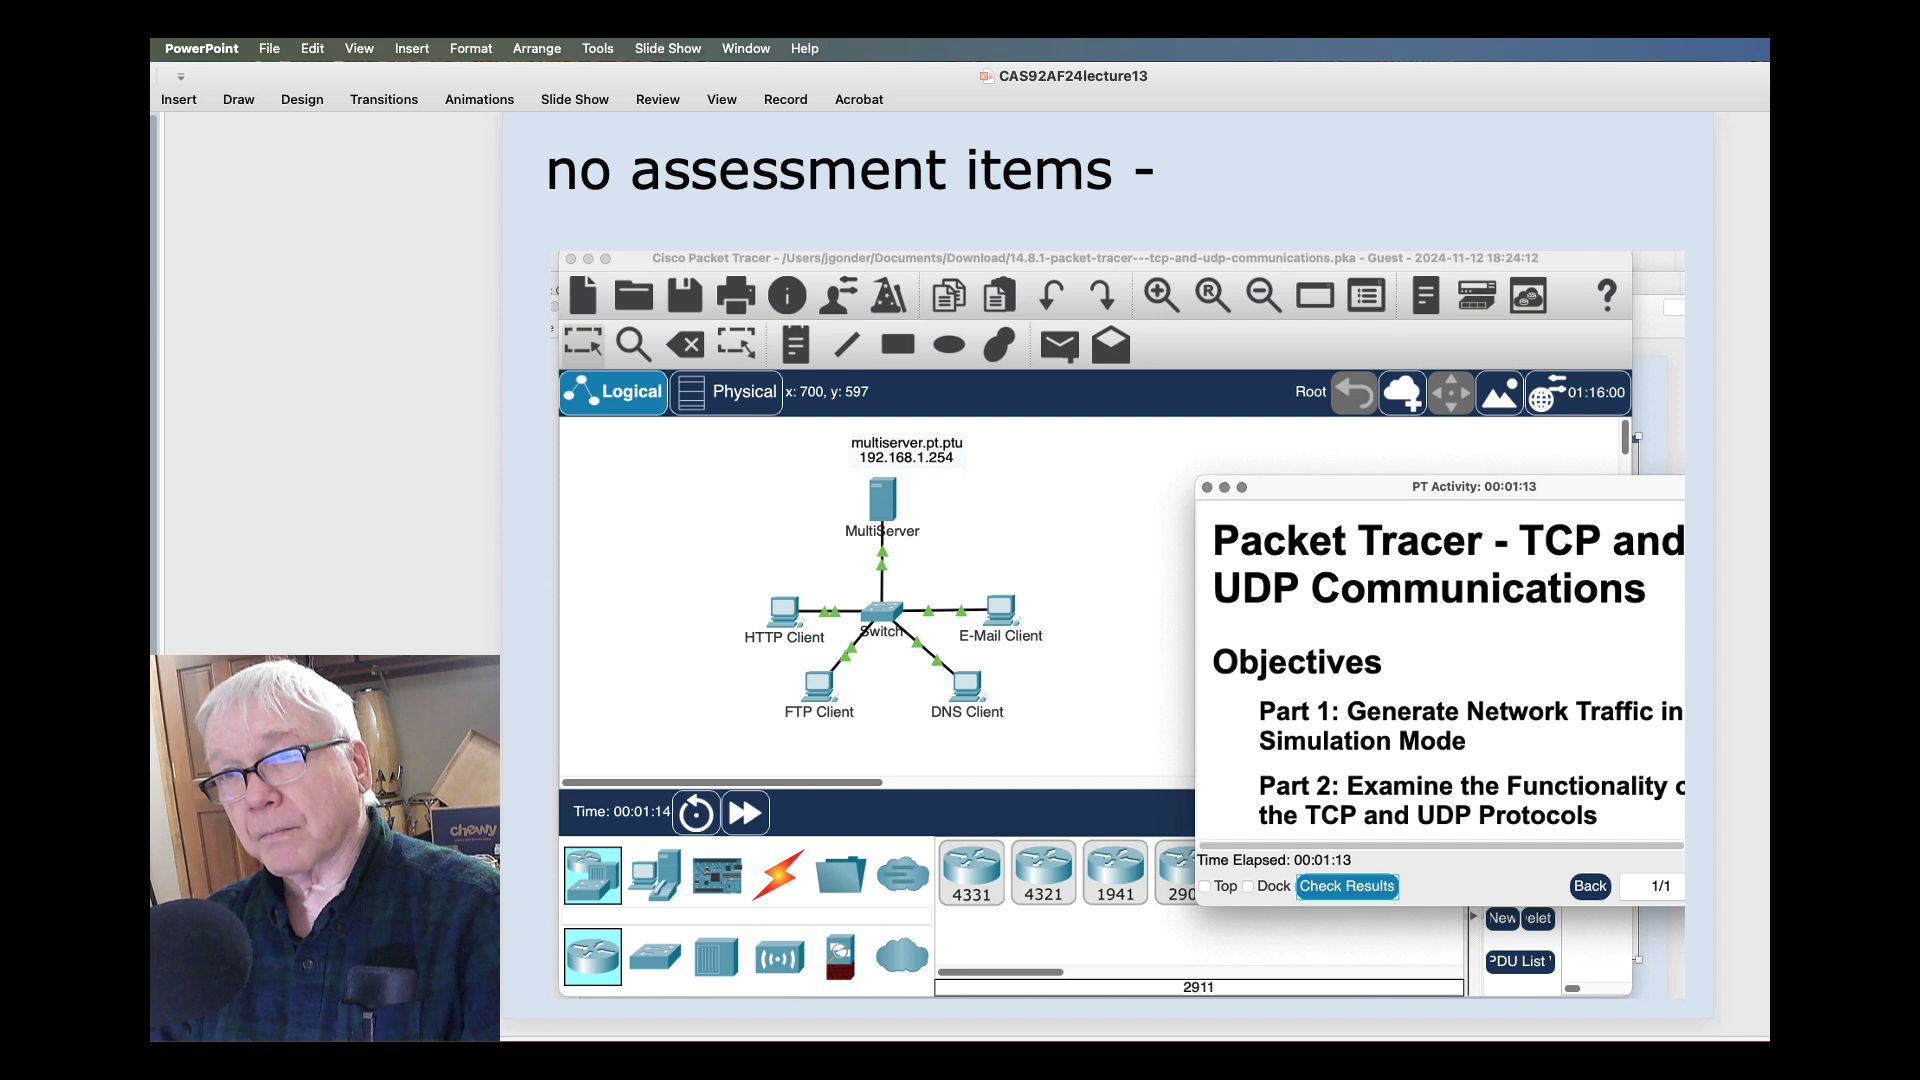 PowerPoint File Edit View Insert Format Arrange Tools Slide Show Window Help
CAS92AF24lecture13
Insert Draw Design Transitions Animations Slide Show Review View Record Acrobat
no assessment items -
Cisco Packet Tracer - /Users/jgonder/Documents/Download/14.8.1-packet-tracer---tcp-and-udp-communications.pka - Guest - 2024-11-12 18:24:12
Logical Physical x: 700, y: 597 Root 01:16:00
multiserver.pt.ptu
192.168.1.254
MultiServer
HTTP Client Switch E-Mail Client
FTP Client DNS Client
PT Activity: 00:01:13
Packet Tracer - TCP and
UDP Communications
Objectives
Part 1: Generate Network Traffic in
Simulation Mode
Part 2: Examine the Functionality
the TCP and UDP Protocols
Time Elapsed: 00:01:13
Top Dock Check Results Back 1/1
Time: 00:01:14
4331 4321 1941 290
New elet
PDU List
2911
chewy